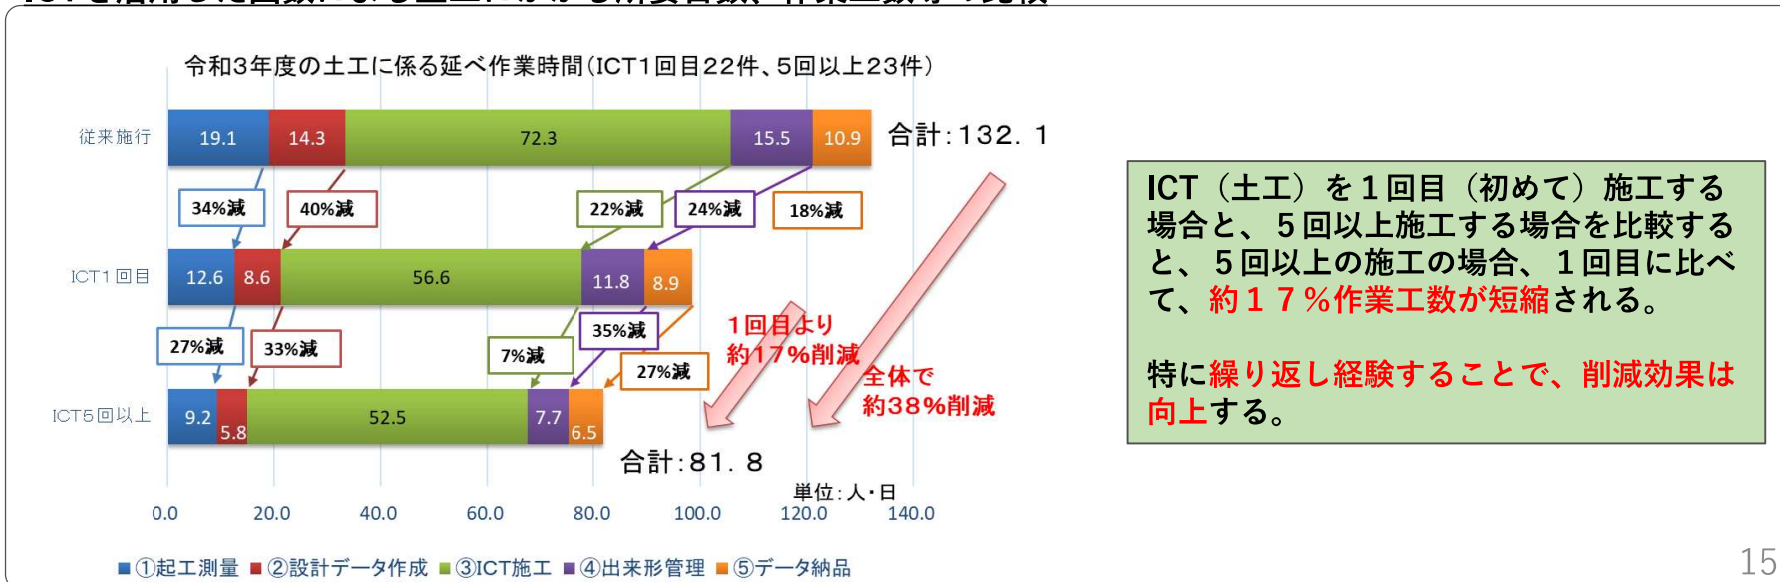 令和3年度の土工に係る延べ作業時間(ICT1回目22件、5回以上23件)
従来施行
19.1
14.3
72.3
15.5
10.9
合計:132.1
34%減
40%減
22%減
24%減
18%減
ICT1回目
12.6
8.6
56.6
11.8
8.9
27%減
33%減
7%減
35%減
27%減
1回目より
約17%削減
全体で
約38%削減
ICT5回以上
9.2
5.8
52.5
7.7
6.5
合計:81.8
単位:人・日
0.0
20.0
40.0
60.0
80.0
100.0
120.0
140.0
①起工測量
②設計データ作成
③ICT施工
④出来形管理
⑤データ納品
ICT(土工)を1回目(初めて)施工する
場合と、5回以上施工する場合を比較する
と、5回以上の施工の場合、1回目に比べ
て、約17%作業工数が短縮される。
特に繰り返し経験することで、削減効果は
向上する。
15